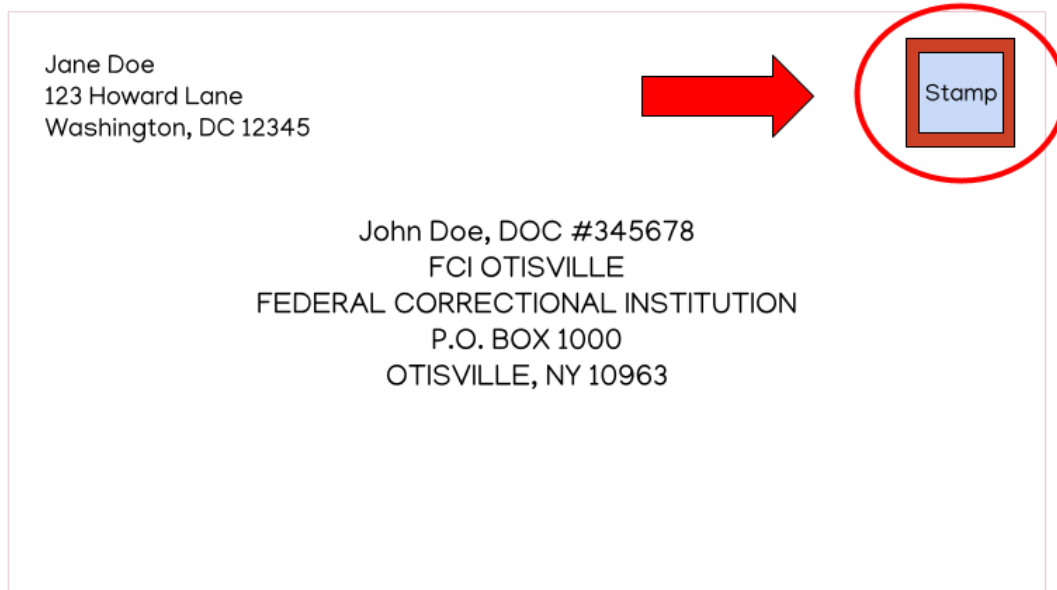 Jane Doe
123 Howard Lane
Washington, DC 12345
Stamp
John Doe, DOC #345678
FCI OTISVILLE
FEDERAL CORRECTIONAL INSTITUTION
P.O. BOX 1000
OTISVILLE, NY 10963